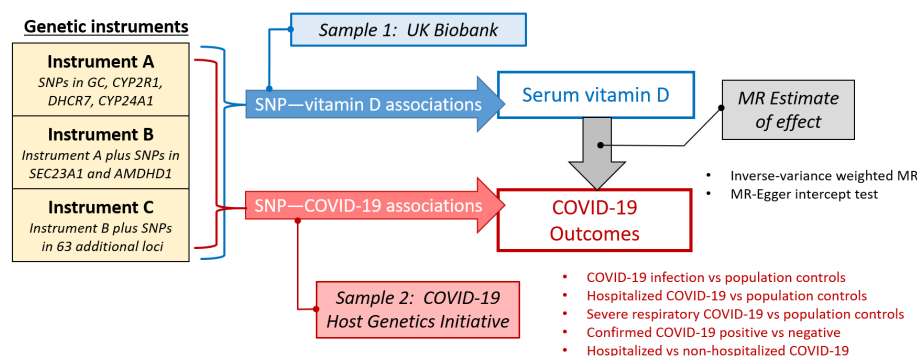 Genetic instruments
Instrument A
SNPs in GC, CYP2R1,
DHCR7, CYP24A1
Instrument B
Instrument A plus SNPs in
SEC23A1 and AMDHD1
Instrument C
Instrument B plus SNPs
in 63 additional loci
Sample 1: UK Biobank
SNP—vitamin D associations
Serum vitamin D
MR Estimate
of effect
• Inverse-variance weighted MR
• MR-Egger intercept test
SNP—COVID-19 associations
COVID-19
Outcomes
Sample 2: COVID-19
Host Genetics Initiative
• COVID-19 infection vs population controls
• Hospitalized COVID-19 vs population controls
• Severe respiratory COVID-19 vs population controls
• Confirmed COVID-19 positive vs negative
• Hospitalized vs non-hospitalized COVID-19